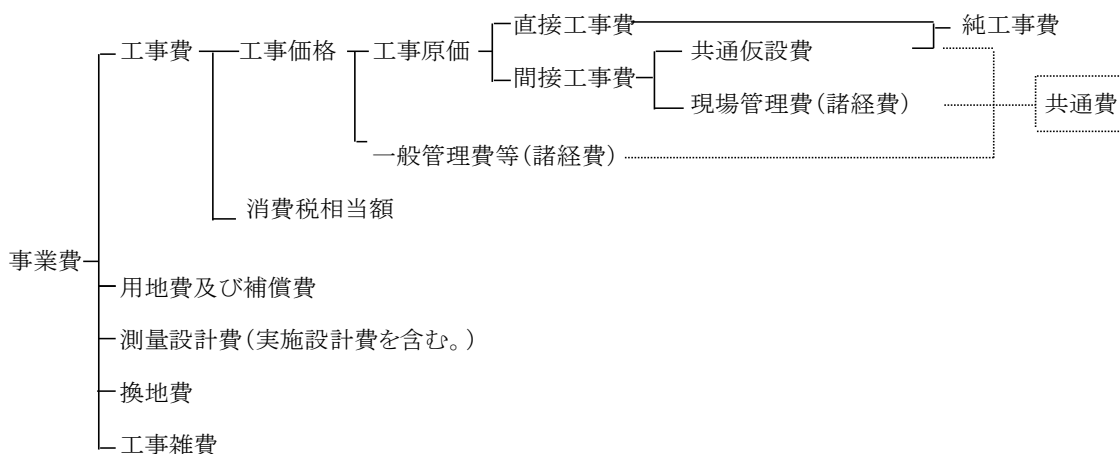 直接工事費
純工事費
工事費
工事価格
工事原価
共通仮設費
間接工事費
現場管理費(諸経費)
共通費
一般管理費等(諸経費)
消費税相当額
事業費
用地費及び補償費
測量設計費(実施設計費を含む。)
換地費
工事雑費